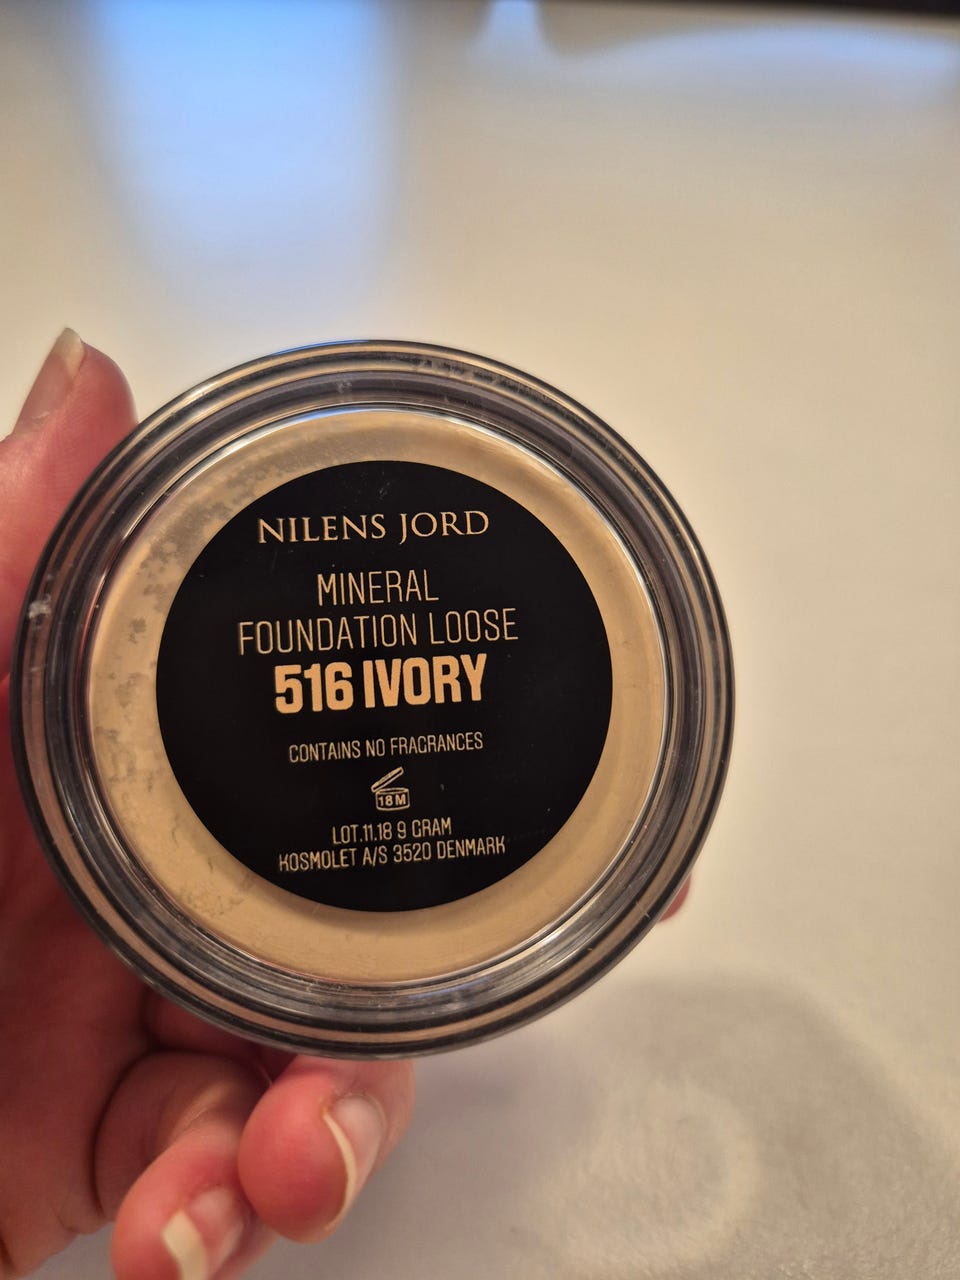 NILENS JORD
MINERAL
FOUNDATION LOOSE
516 IVORY
CONTAINS NO FRAGRANCES
18 M
LOT.11.18 9 GRAM
KOSMOLET A/S 3520 DENMARK